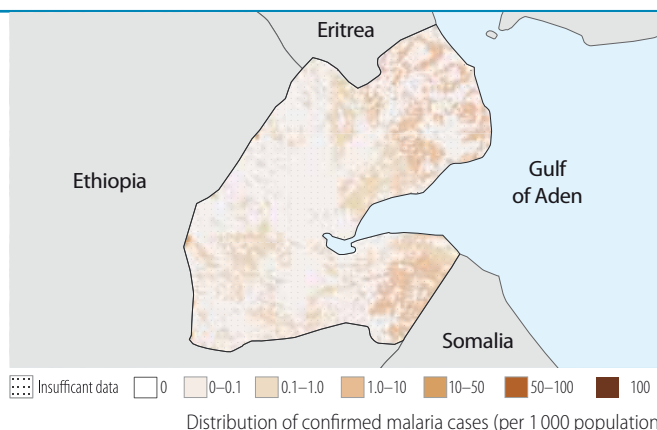 Eritrea
Ethiopia
Gulf
of Aden
Somalia
Insufficant data 0 0–0.1 0.1–1.0 1.0–10 10–50 50–100 100
Distribution of confirmed malaria cases (per 1 000 population